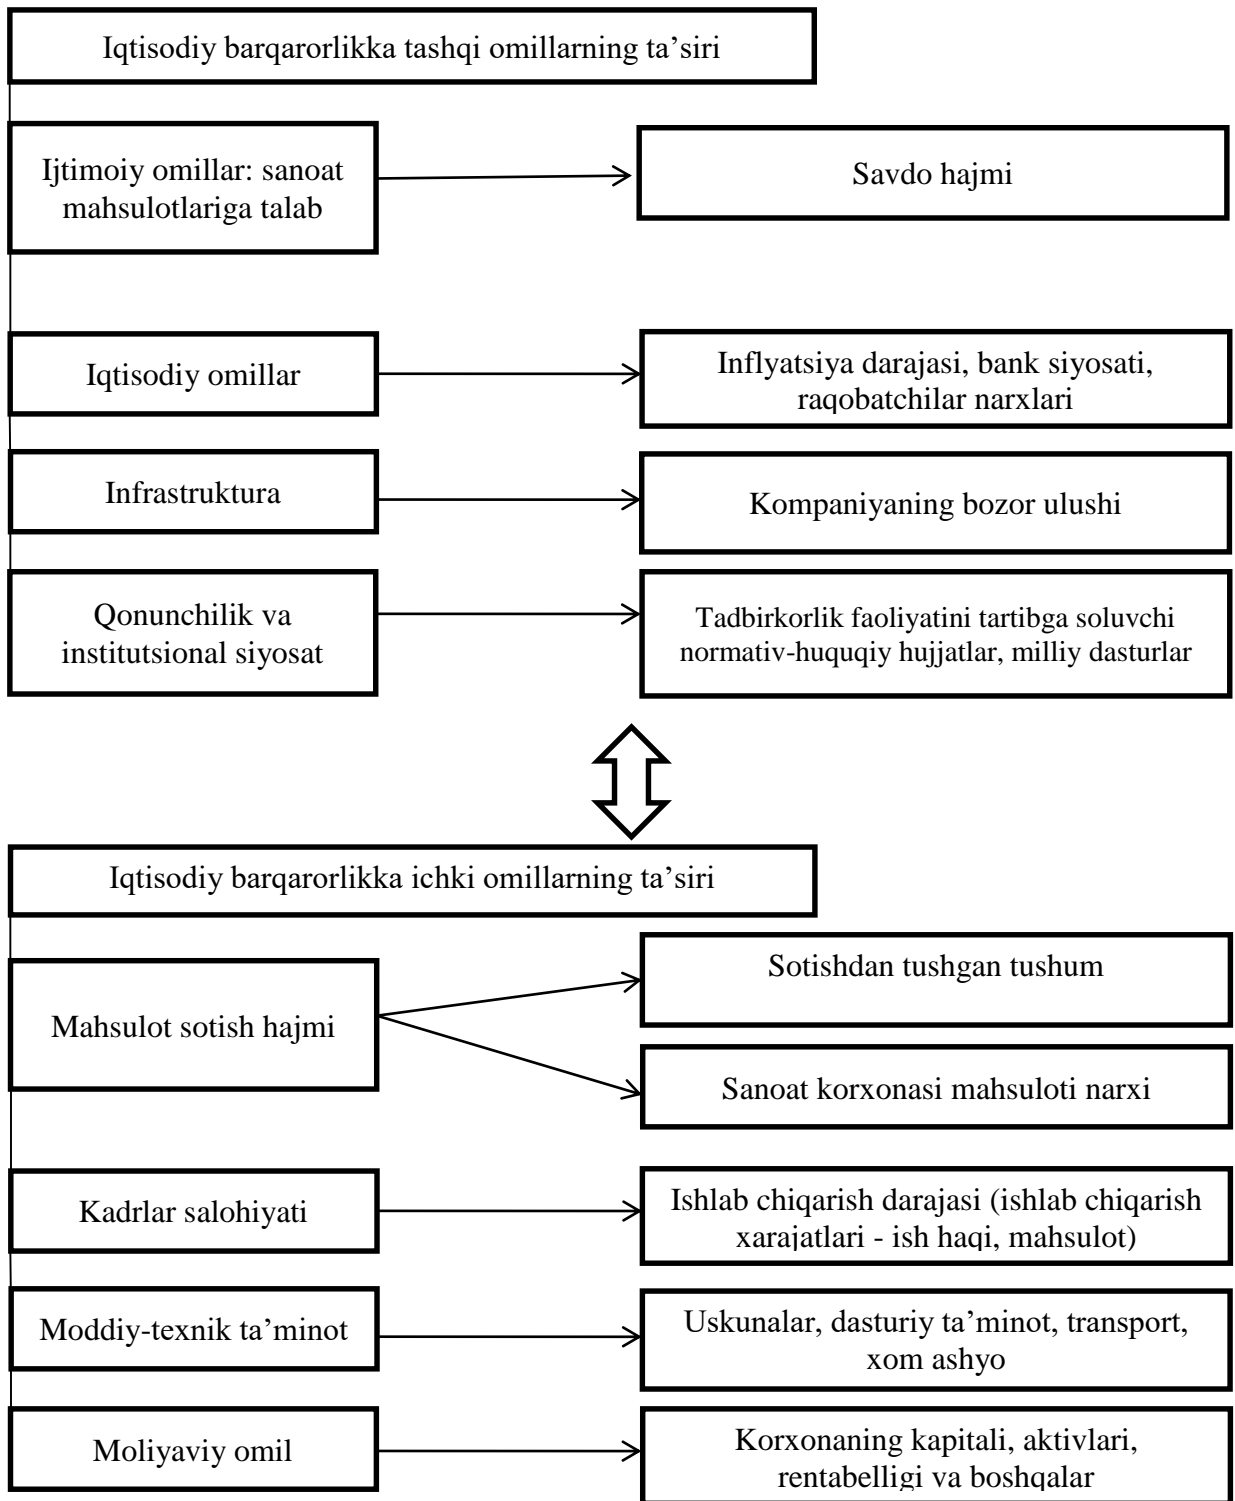 Iqtisodiy barqarorlikka tashqi omillarning ta’siri
Ijtimoiy omillar: sanoat
mahsulotlariga talab
Savdo hajmi
Iqtisodiy omillar
Inflyatsiya darajasi, bank siyosati,
raqobatchilar narxlari
Infrastruktura
Kompaniyaning bozor ulushi
Qonunchilik va
institutsional siyosat
Tadbirkorlik faoliyatini tartibga soluvchi
normativ-huquqiy hujjatlar, milliy dasturlar
Iqtisodiy barqarorlikka ichki omillarning ta’siri
Mahsulot sotish hajmi
Sotishdan tushgan tushum
Sanoat korxonasi mahsuloti narxi
Kadrlar salohiyati
Ishlab chiqarish darajasi (ishlab chiqarish
xarajatlari - ish haqi, mahsulot)
Moddiy-texnik ta’minot
Uskunalar, dasturiy ta’minot, transport,
xom ashyo
Moliyaviy omil
Korxonaning kapitali, aktivlari,
rentabelligi va boshqalar